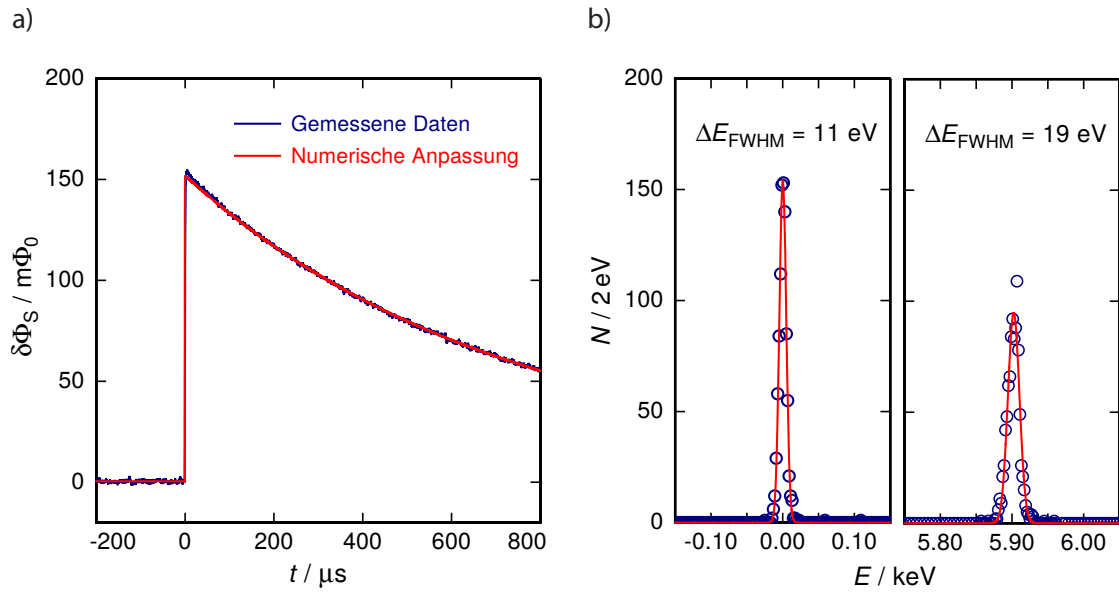 a)
200
150
100
50
0
δΦS / mΦ0
Gemessene Daten
Numerische Anpassung
-200 0 200 400 600 800
t / μs
b)
200
150
100
50
0
N / 2 eV
ΔEFWHM = 11 eV
ΔEFWHM = 19 eV
-0.10 0.00 0.10
5.80 5.90 6.00
E / keV